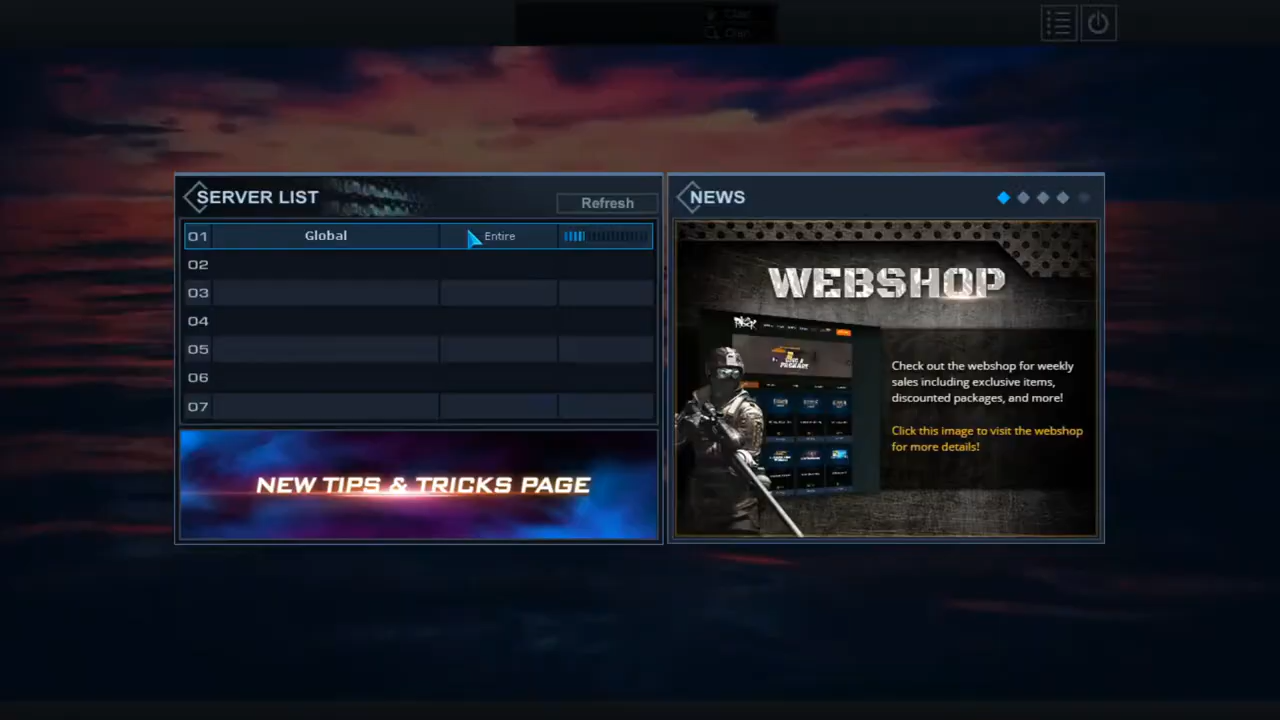 SERVER LIST
Refresh
01 Global Entire
02
03
04
05
06
07
NEW TIPS & TRICKS PAGE
NEWS
WEBSHOP
Check out the webshop for weekly
sales including exclusive items,
discounted packages, and more!
Click this image to visit the webshop
for more details!